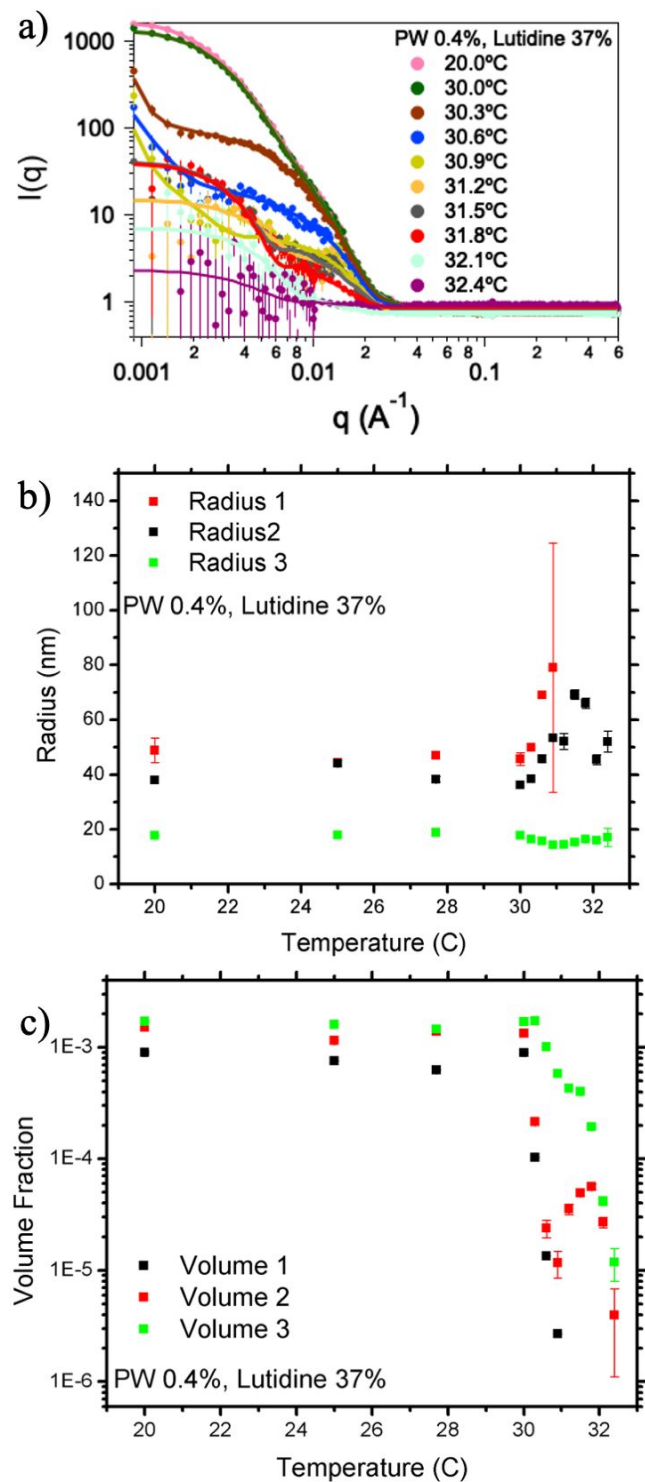 a)
PW 0.4%, Lutidine 37%
20.0ºC
30.0ºC
30.3ºC
30.6ºC
30.9ºC
31.2ºC
31.5ºC
31.8ºC
32.1ºC
32.4ºC
1000
100
10
1
I(q)
0.001 2 4 6 8 0.01 2 4 6 8 0.1 2 4 6
q (A⁻¹)
b)
Radius 1
Radius2
Radius 3
PW 0.4%, Lutidine 37%
140
120
100
80
60
40
20
0
Radius (nm)
20 22 24 26 28 30 32
Temperature (C)
c)
1E-3
1E-4
1E-5
1E-6
Volume Fraction
Volume 1
Volume 2
Volume 3
PW 0.4%, Lutidine 37%
20 22 24 26 28 30 32
Temperature (C)